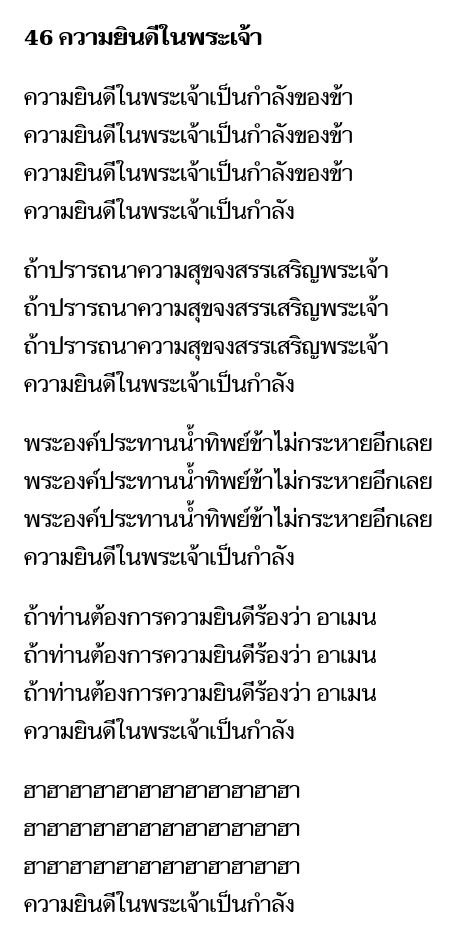 46 ความยินดีในพระเจ้า
ความยินดีในพระเจ้าเป็นกำลังของข้า
ความยินดีในพระเจ้าเป็นกำลังของข้า
ความยินดีในพระเจ้าเป็นกำลังของข้า
ความยินดีในพระเจ้าเป็นกำลัง
ถ้าปรารถนาความสุขจงสรรเสริญพระเจ้า
ถ้าปรารถนาความสุขจงสรรเสริญพระเจ้า
ถ้าปรารถนาความสุขจงสรรเสริญพระเจ้า
ความยินดีในพระเจ้าเป็นกำลัง
พระองค์ประทานน้ำทิพย์ข้าไม่กระหายอีกเลย
พระองค์ประทานน้ำทิพย์ข้าไม่กระหายอีกเลย
พระองค์ประทานน้ำทิพย์ข้าไม่กระหายอีกเลย
ความยินดีในพระเจ้าเป็นกำลัง
ถ้าท่านต้องการความยินดีร้องว่า อาเมน
ถ้าท่านต้องการความยินดีร้องว่า อาเมน
ถ้าท่านต้องการความยินดีร้องว่า อาเมน
ความยินดีในพระเจ้าเป็นกำลัง
ฮาฮาฮาฮาฮาฮาฮาฮาฮาฮาฮาฮา
ฮาฮาฮาฮาฮาฮาฮาฮาฮาฮาฮาฮา
ฮาฮาฮาฮาฮาฮาฮาฮาฮาฮาฮาฮา
ความยินดีในพระเจ้าเป็นกำลัง